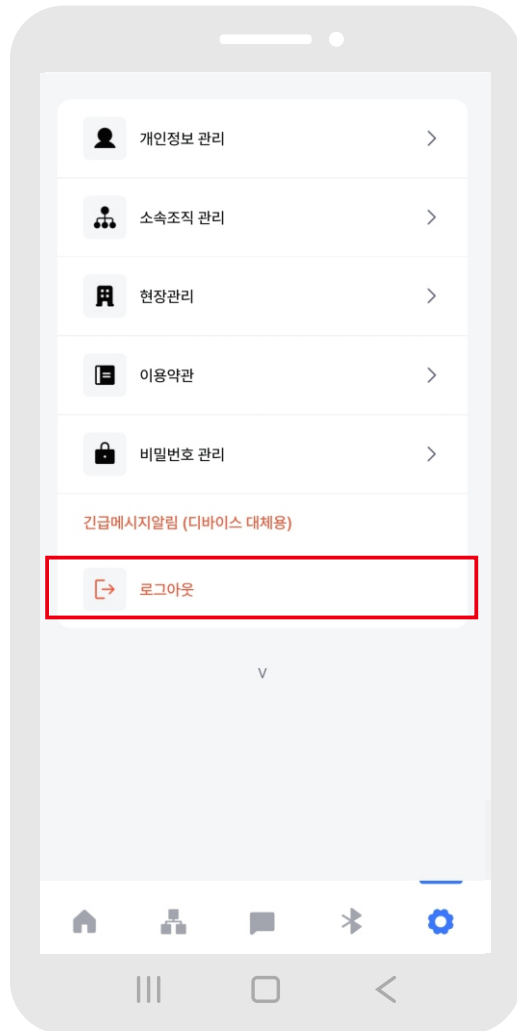 개인정보 관리
소속조직 관리
현장관리
이용약관
비밀번호 관리
긴급메시지알림 (디바이스 대체용)
로그아웃
v